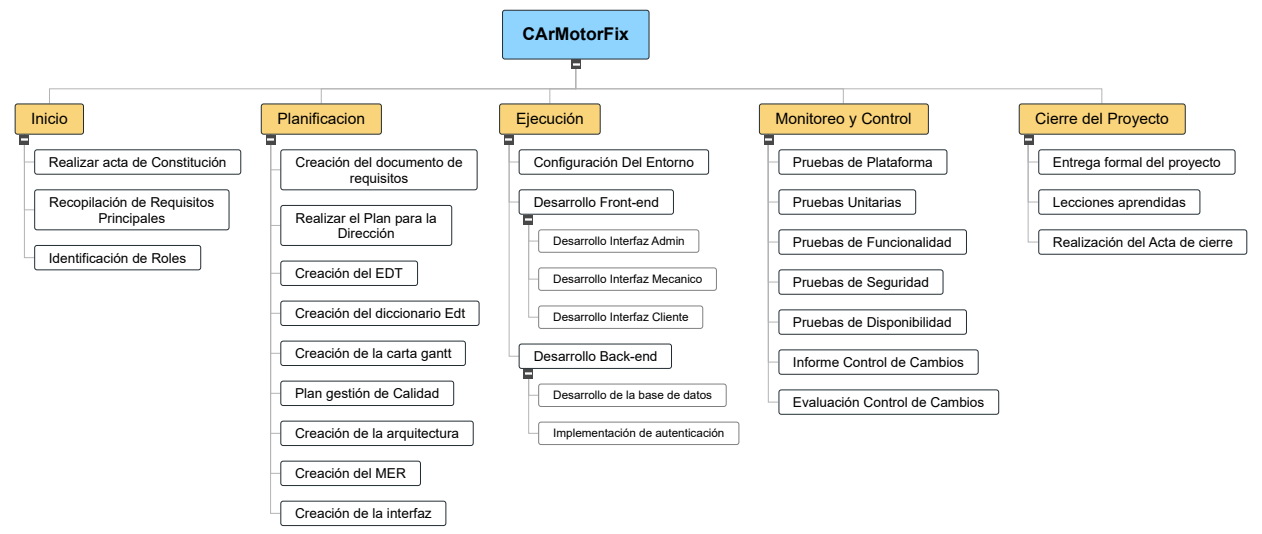 CArMotorFix
Inicio
Realizar acta de Constitución
Recopilación de Requisitos
Principales
Identificación de Roles
Planificacion
Creación del documento de
requisitos
Realizar el Plan para la
Dirección
Creación del EDT
Creación del diccionario Edt
Creación de la carta gantt
Plan gestión de Calidad
Creación de la arquitectura
Creación del MER
Creación de la interfaz
Ejecución
Configuración Del Entorno
Desarrollo Front-end
Desarrollo Interfaz Admin
Desarrollo Interfaz Mecanico
Desarrollo Interfaz Cliente
Desarrollo Back-end
Desarrollo de la base de datos
Implementación de autenticación
Monitoreo y Control
Pruebas de Plataforma
Pruebas Unitarias
Pruebas de Funcionalidad
Pruebas de Seguridad
Pruebas de Disponibilidad
Informe Control de Cambios
Evaluación Control de Cambios
Cierre del Proyecto
Entrega formal del proyecto
Lecciones aprendidas
Realización del Acta de cierre